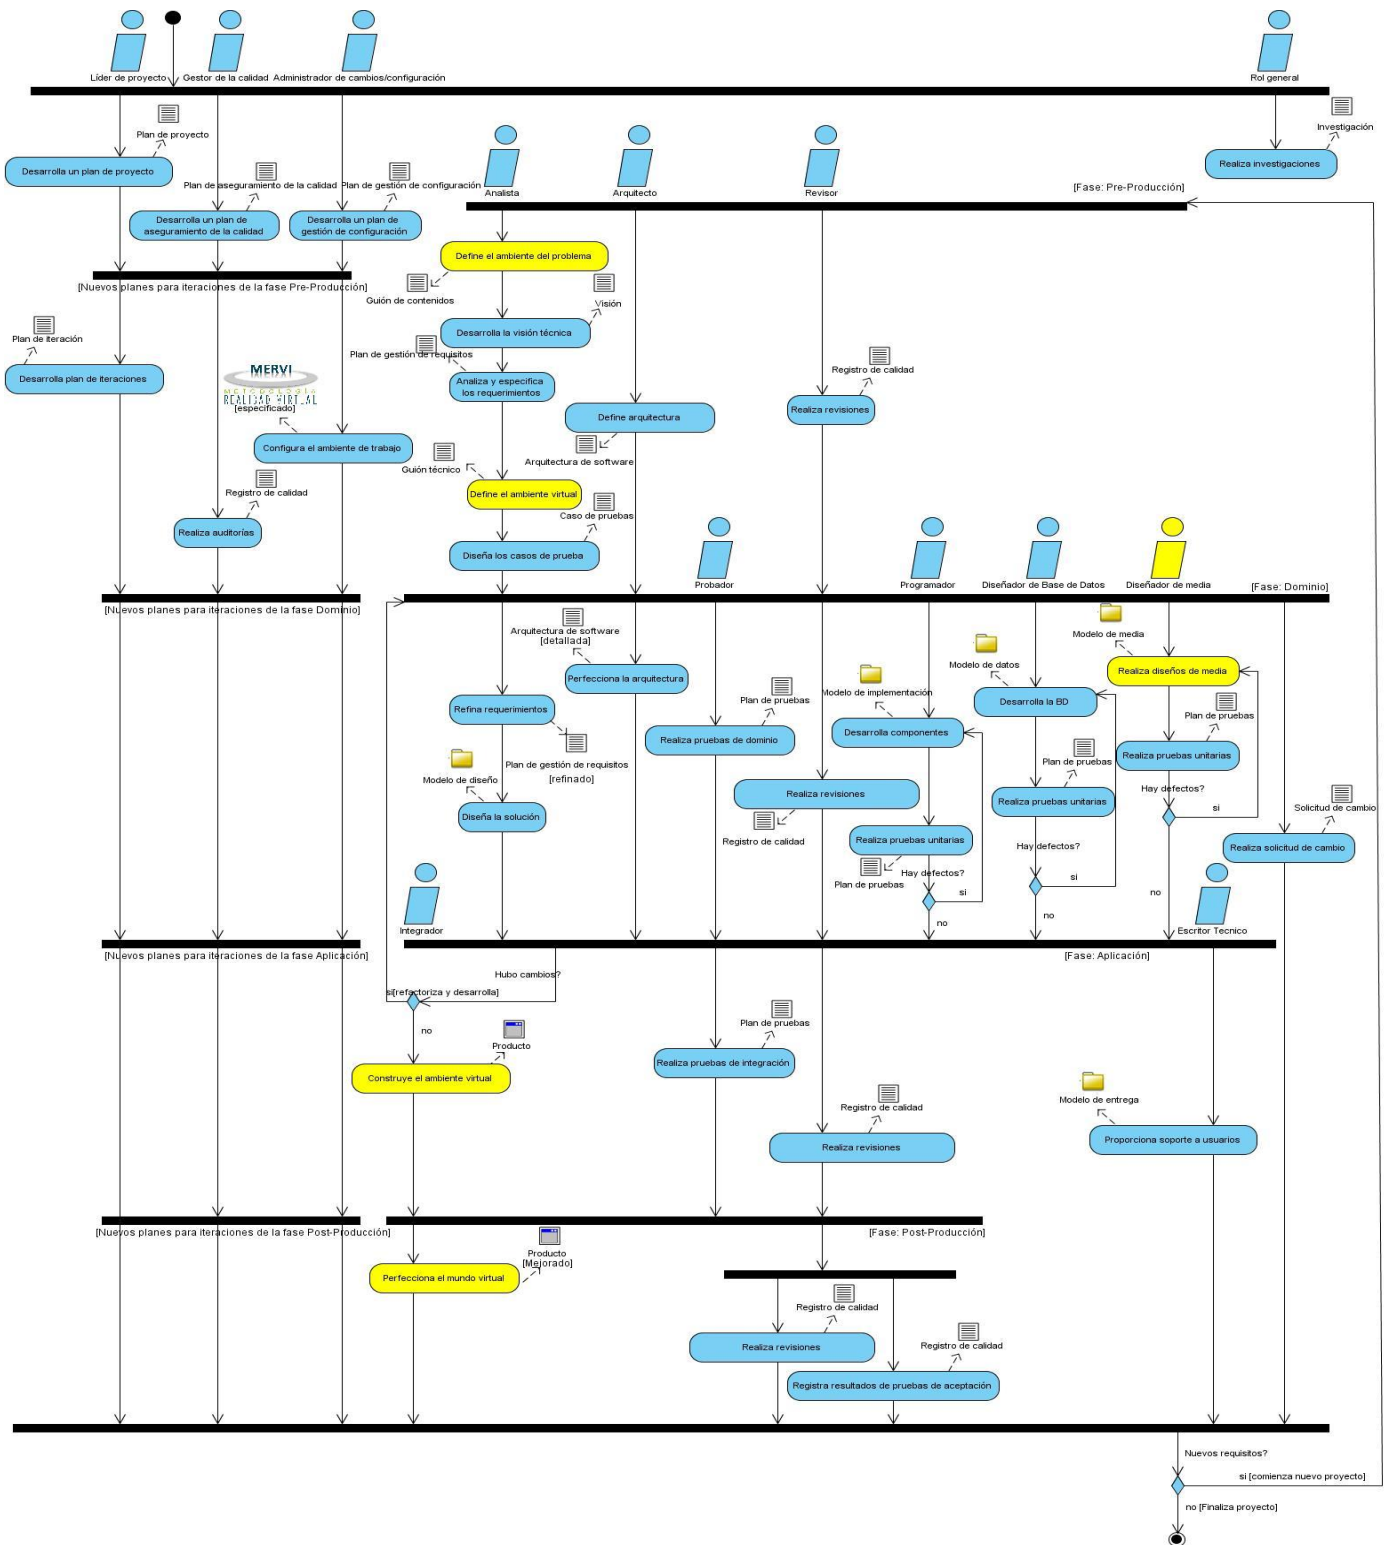 Líder de proyecto
Gestor de la calidad
Administrador de cambios/configuración
Rol general
Plan de proyecto
Investigación
Desarrolla un plan de proyecto
Realiza investigaciones
Plan de aseguramiento de la calidad
Plan de gestión de configuración
Analista
Arquitecto
Revisor
[Fase: Pre-Producción]
Desarrolla un plan de
aseguramiento de la calidad
Desarrolla un plan de
gestión de configuración
Define el ambiente del problema
[Nuevos planes para iteraciones de la fase Pre-Producción]
Guión de contenidos
Visión
Plan de iteración
Desarrolla la visión técnica
Plan de gestión de requisitos
Desarrolla plan de iteraciones
MERVI
METODOLOGÍA
REALIDAD VIRTUAL
[especificado]
Analiza y especifica
los requerimientos
Registro de calidad
Realiza revisiones
Define arquitectura
Configura el ambiente de trabajo
Arquitectura de software
Guión técnico
Registro de calidad
Define el ambiente virtual
Caso de pruebas
Realiza auditorías
Diseña los casos de prueba
Probador
Programador
Diseñador de Base de Datos
Diseñador de media
[Fase: Dominio]
[Nuevos planes para iteraciones de la fase Dominio]
Arquitectura de software
[detallada]
Modelo de media
Modelo de datos
Realiza diseños de media
Perfecciona la arquitectura
Modelo de implementación
Plan de pruebas
Desarrolla la BD
Refina requerimientos
Plan de pruebas
Realiza pruebas de dominio
Desarrolla componentes
Realiza pruebas unitarias
Plan de gestión de requisitos
[refinado]
Plan de pruebas
Modelo de diseño
Hay defectos?
si
Realiza revisiones
Realiza pruebas unitarias
Solicitud de cambio
Diseña la solución
Registro de calidad
Realiza pruebas unitarias
Hay defectos?
Realiza solicitud de cambio
Plan de pruebas
Hay defectos?
si
si
no
no
no
Integrador
Escritor Tecnico
[Nuevos planes para iteraciones de la fase Aplicación]
[Fase: Aplicación]
Hubo cambios?
si[refactoriza y desarrolla]
no
Plan de pruebas
Producto
Realiza pruebas de integración
Construye el ambiente virtual
Modelo de entrega
Registro de calidad
Proporciona soporte a usuarios
Realiza revisiones
[Nuevos planes para iteraciones de la fase Post-Producción]
[Fase: Post-Producción]
Producto
[Mejorado]
Perfecciona el mundo virtual
Registro de calidad
Realiza revisiones
Registro de calidad
Registra resultados de pruebas de aceptación
Nuevos requisitos?
si [comienza nuevo proyecto]
no [Finaliza proyecto]